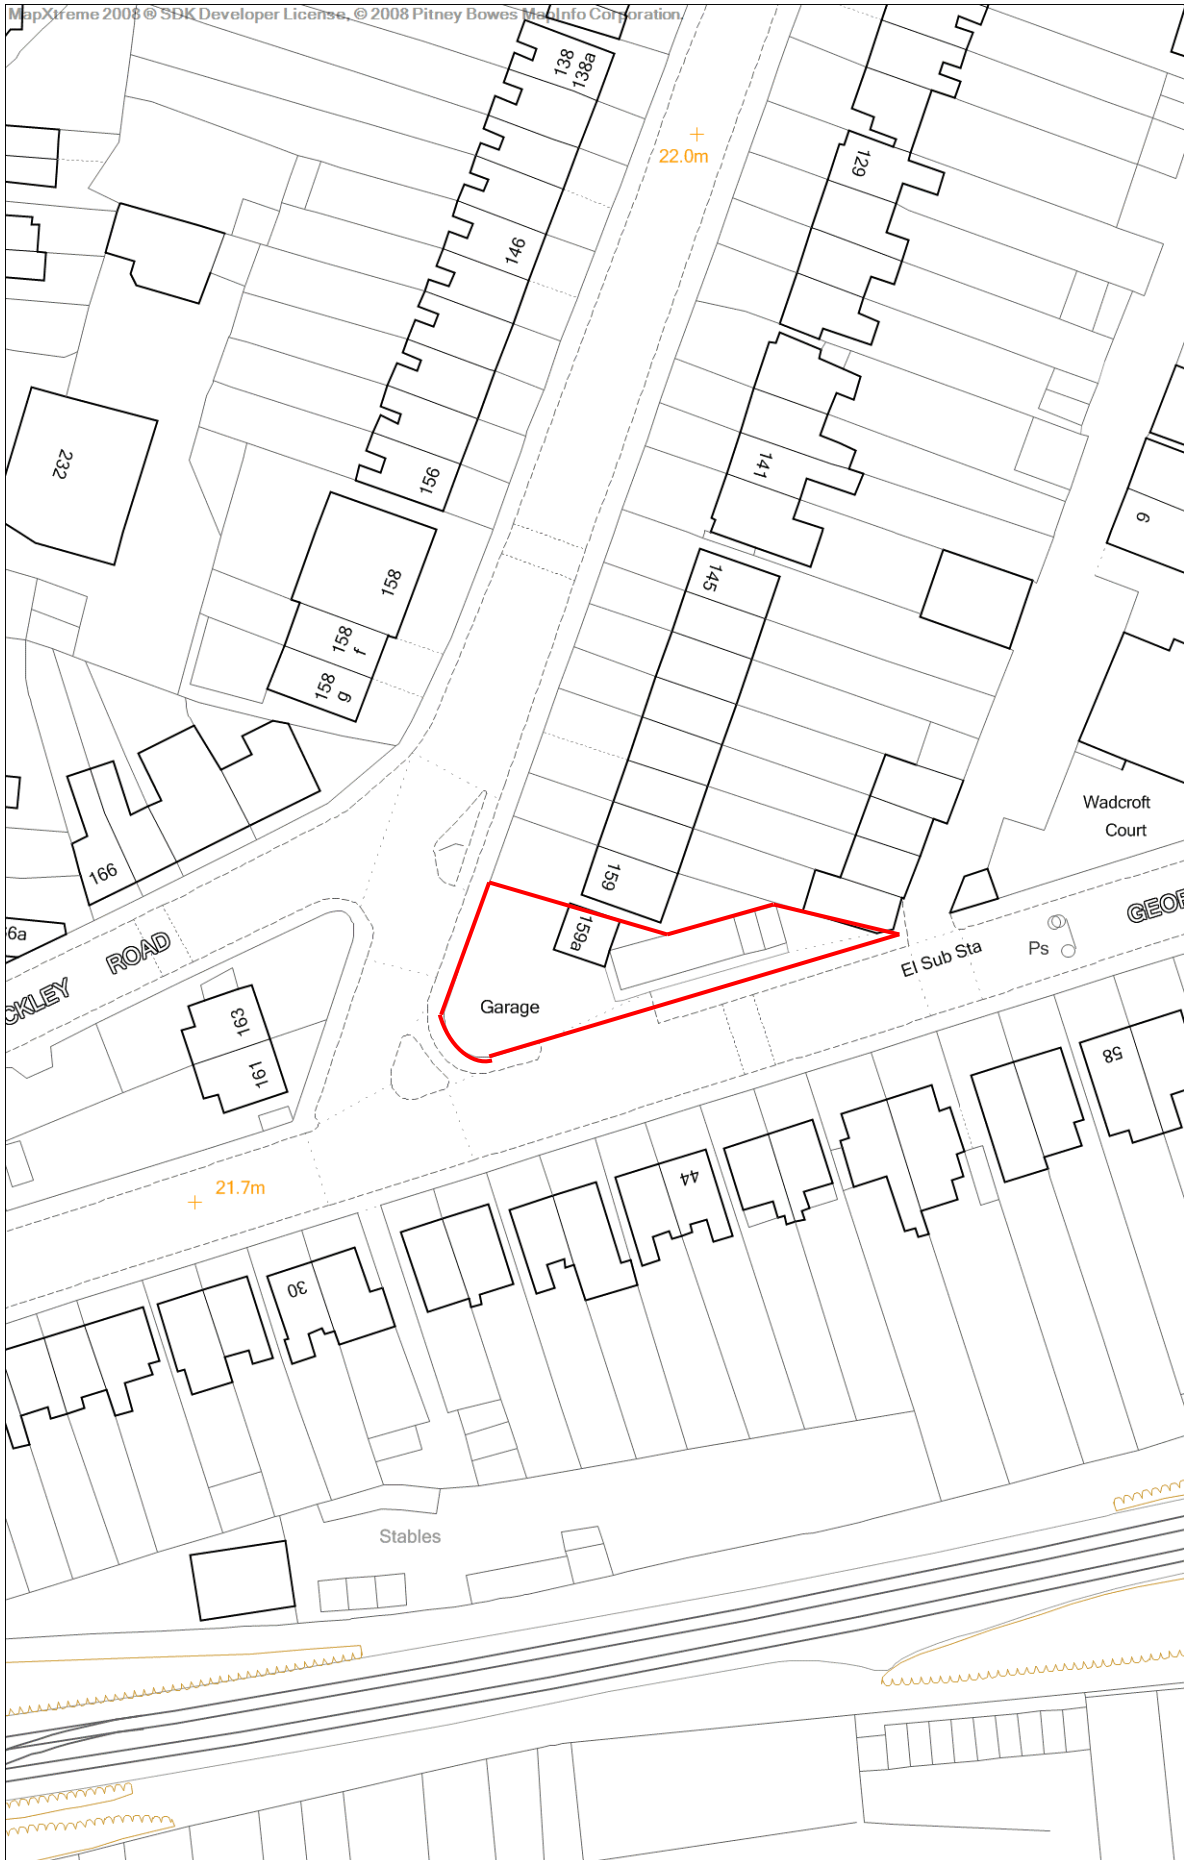 MapXtreme 2008 ® SDK Developer License, © 2008 Pitney Bowes MapInfo Corporation.
138
138a
22.0m
129
146
232
156
141
6
158
145
158
f
158
g
Wadcroft
Court
166
159
6a
159a
GEOR
ROAD
CKLEY
El Sub Sta
Ps
Garage
163
161
58
44
21.7m
30
Stables